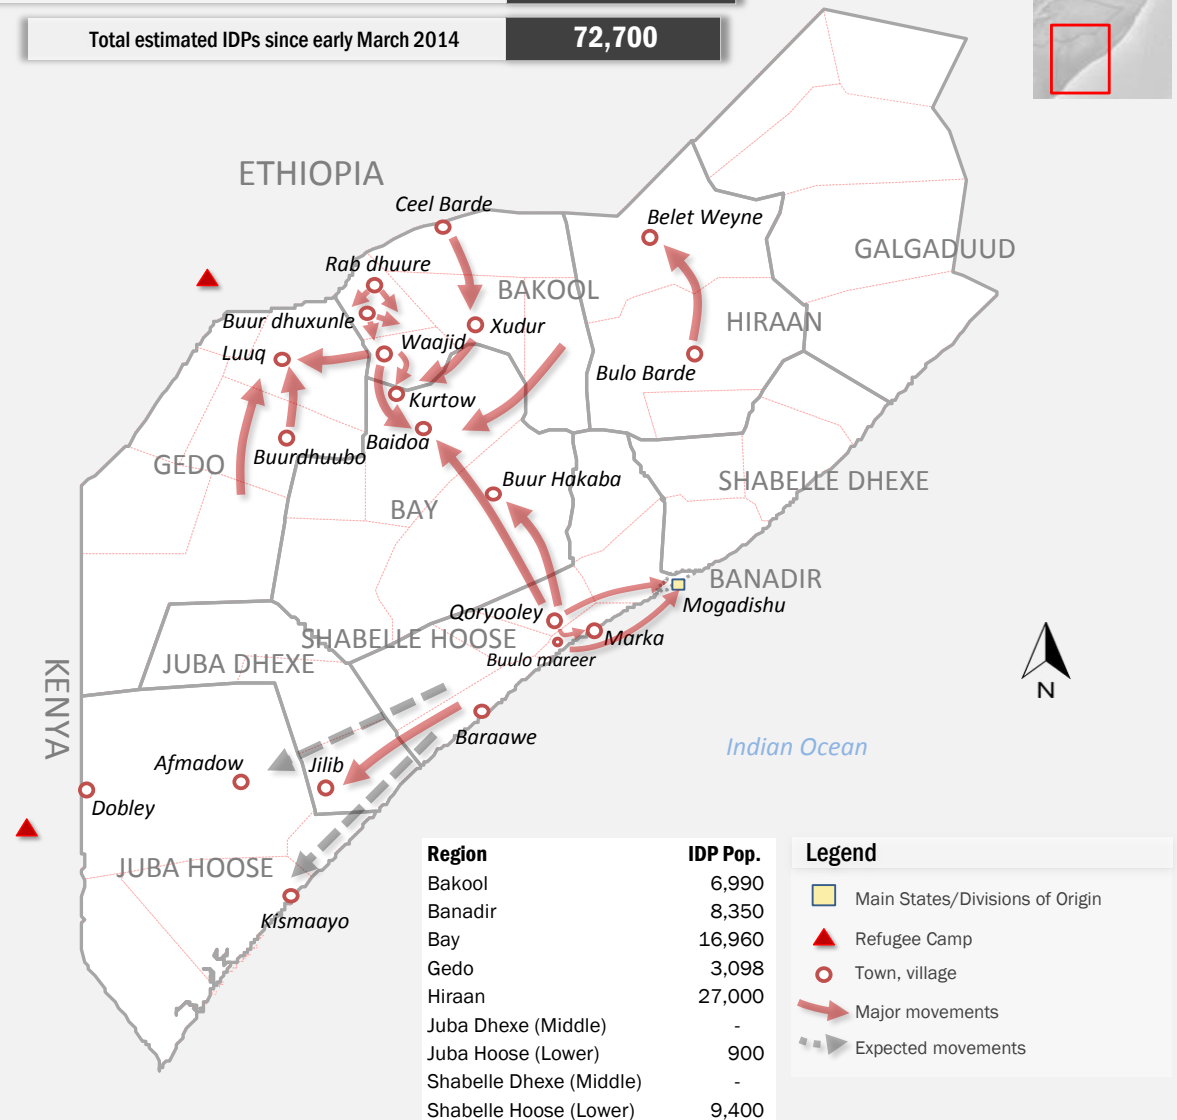 Total estimated IDPs since early March 2014 72,700
ETHIOPIA
Ceel Barde
Belet Weyne
GALGADUUD
Rab dhuure
BAKOOL
Buur dhuxunle
Xudur
HIRAAN
Waajid
Luuq
Bulo Barde
Kurtow
Baidoa
Buurdhuubo
GEDO
Buur Hakaba
SHABELLE DHEXE
BAY
BANADIR
Mogadishu
Qoryooley
SHABELLE HOOSE
Marka
Buulo mareer
JUBA DHEXE
KENYA
N
Baraawe
Indian Ocean
Afmadow
Jilib
Dobley
JUBA HOOSE
Kismaayo
Region IDP Pop.
Bakool 6,990
Banadir 8,350
Bay 16,960
Gedo 3,098
Hiraan 27,000
Juba Dhexe (Middle) -
Juba Hoose (Lower) 900
Shabelle Dhexe (Middle) -
Shabelle Hoose (Lower) 9,400
Legend
Main States/Divisions of Origin
Refugee Camp
Town, village
Major movements
Expected movements